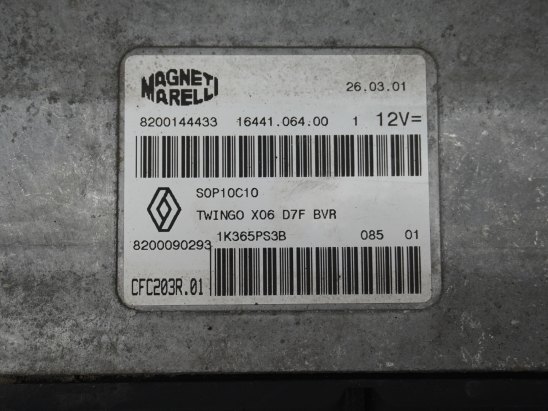 MAGNETI
MARELLI
26.03.01
8200144433 16441.064.00 1 12V=
SOP10C10
TWINGO X06 D7F BVR
8200090293 1K365PS3B 085 01
CFC203R.01